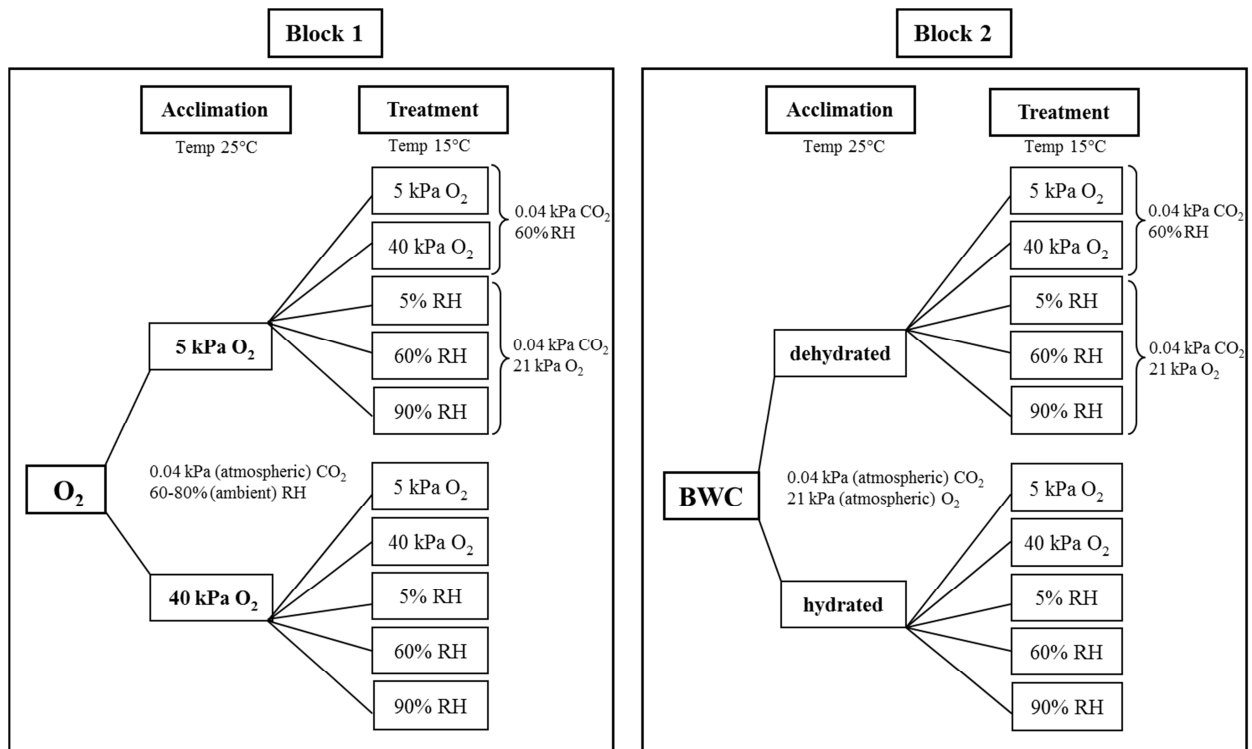 Block 1
Acclimation
Temp 25°C
Treatment
Temp 15°C
5 kPa O₂
40 kPa O₂
0.04 kPa CO₂
60% RH
5% RH
60% RH
90% RH
0.04 kPa CO₂
21 kPa O₂
5 kPa O₂
0.04 kPa (atmospheric) CO₂
60-80% (ambient) RH
O₂
40 kPa O₂
5 kPa O₂
40 kPa O₂
5% RH
60% RH
90% RH
Block 2
Acclimation
Temp 25°C
Treatment
Temp 15°C
5 kPa O₂
40 kPa O₂
0.04 kPa CO₂
60% RH
5% RH
60% RH
90% RH
0.04 kPa CO₂
21 kPa O₂
dehydrated
0.04 kPa (atmospheric) CO₂
21 kPa (atmospheric) O₂
BWC
hydrated
5 kPa O₂
40 kPa O₂
5% RH
60% RH
90% RH